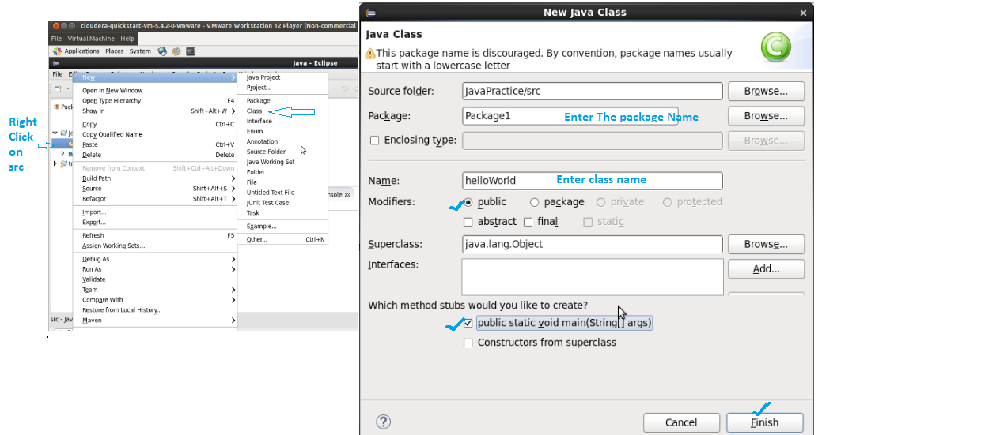 cloudera-quickstart-vm-5.4.2-0-vmware - VMware Workstation 12 Player (Non-commercial
File Virtual Machine Help
Applications Places System
Java - Eclipse
File
New
Open in New Window
Open Type Hierarchy F4
Show In Shift+Alt+W
Copy Ctrl+C
Copy Qualified Name
Paste Ctrl+V
Delete Delete
Remove from Context Shift+Ctrl+Alt+Down
Build Path
Source Shift+Alt+S
Refactor Shift+Alt+T
Import...
Export...
Refresh F5
Assign Working Sets...
Debug As
Run As
Validate
Team
Compare With
Restore from Local History...
Maven
Java Project
Project...
Package
Class
Interface
Enum
Annotation
Source Folder
Java Working Set
Folder
File
Untitled Text File
JUnit Test Case
Task
Example...
Other... Ctrl+N
Pack
nsole
src - Jav
Right
Click
on
src
New Java Class
Java Class
This package name is discouraged. By convention, package names usually
start with a lowercase letter
Source folder: JavaPractice/src Browse...
Package: Package1 Enter The package Name Browse...
Enclosing type: Browse...
Name: helloWorld Enter class name
Modifiers: public package private protected
abstract final static
Superclass: java.lang.Object Browse...
Interfaces: Add...
Which method stubs would you like to create?
public static void main(String[] args)
Constructors from superclass
? Cancel Finish